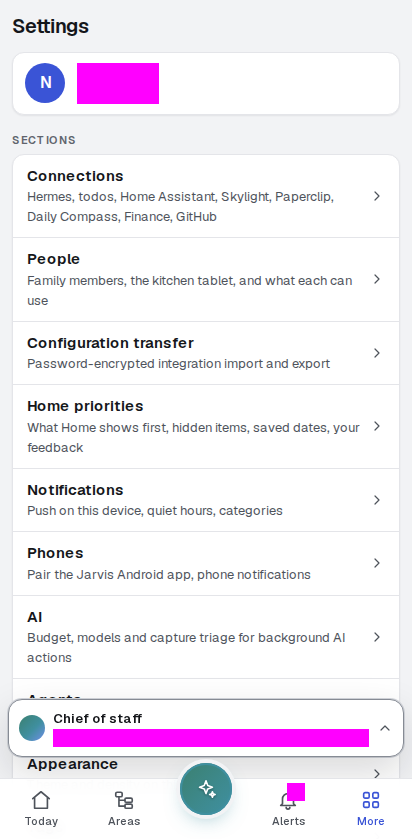 Settings
N
SECTIONS
Connections
Hermes, todos, Home Assistant, Skylight, Paperclip,
Daily Compass, Finance, GitHub
People
Family members, the kitchen tablet, and what each can
use
Configuration transfer
Password-encrypted integration import and export
Home priorities
What Home shows first, hidden items, saved dates, your
feedback
Notifications
Push on this device, quiet hours, categories
Phones
Pair the Jarvis Android app, phone notifications
AI
Budget, models and capture triage for background AI
actions
Chief of staff
Appearance
Today
Areas
Alerts
More